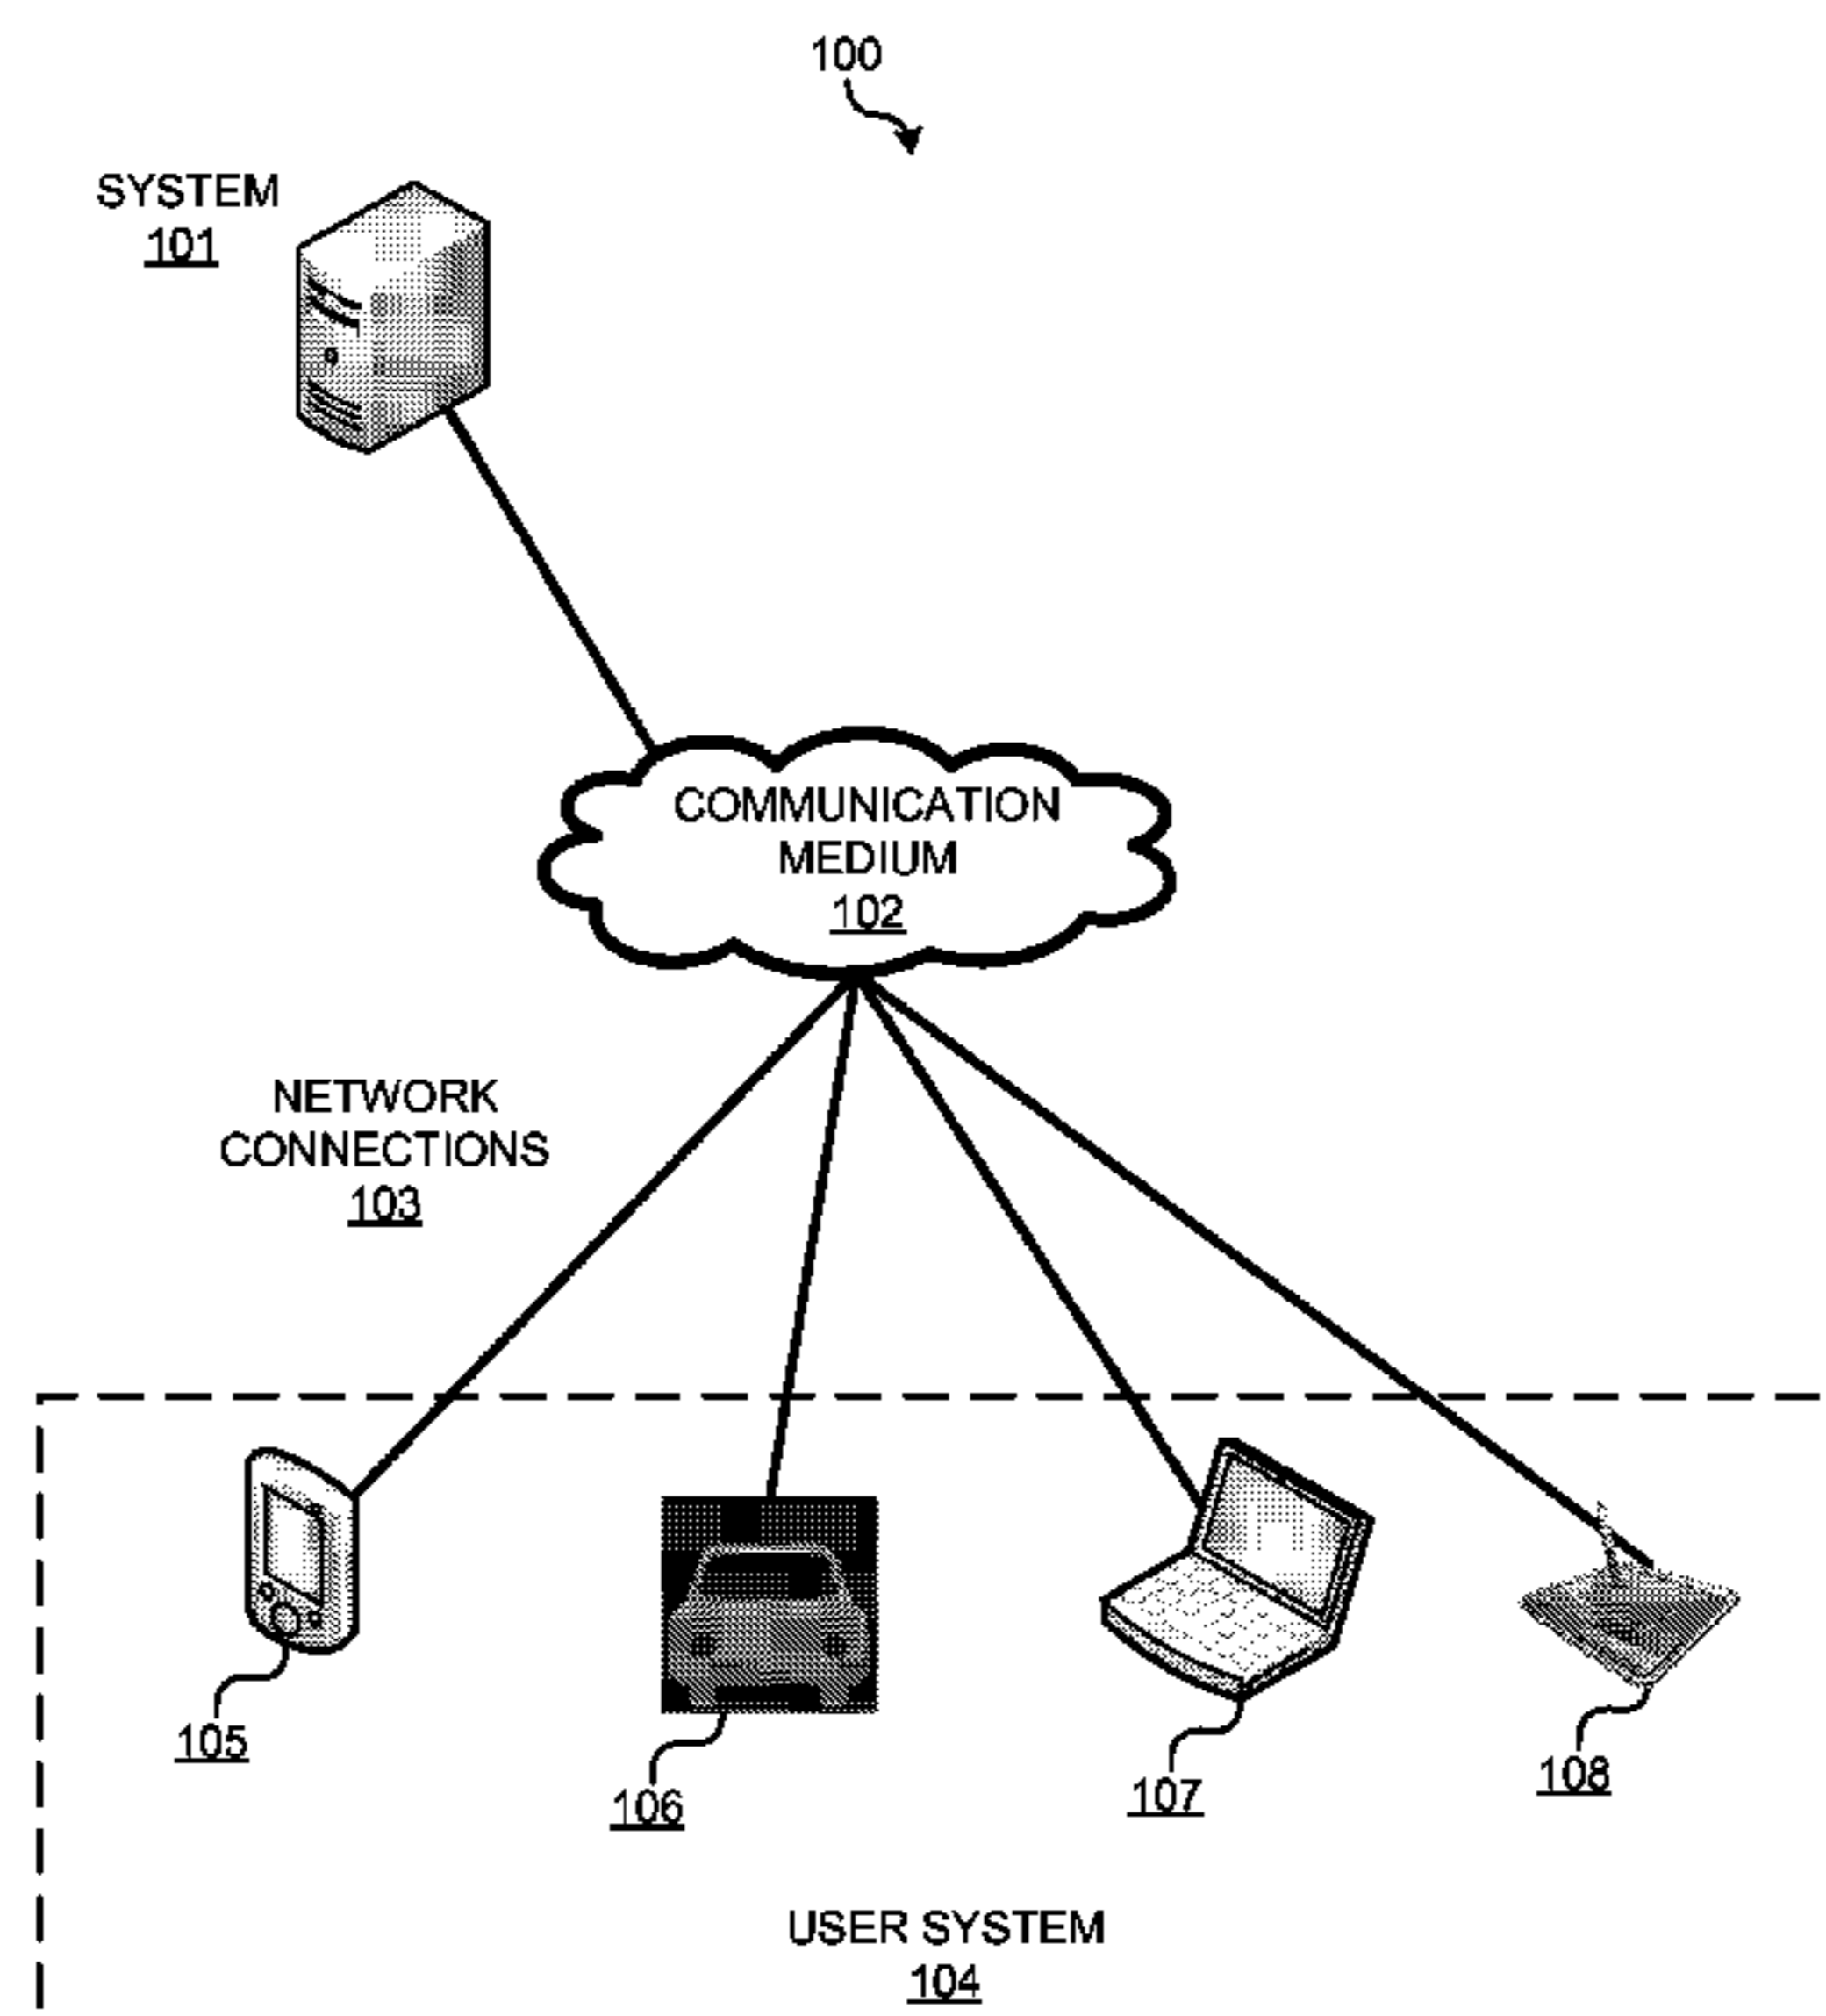 100
SYSTEM
101
COMMUNICATION
MEDIUM
102
NETWORK
CONNECTIONS
103
105
106
107
108
USER SYSTEM
104